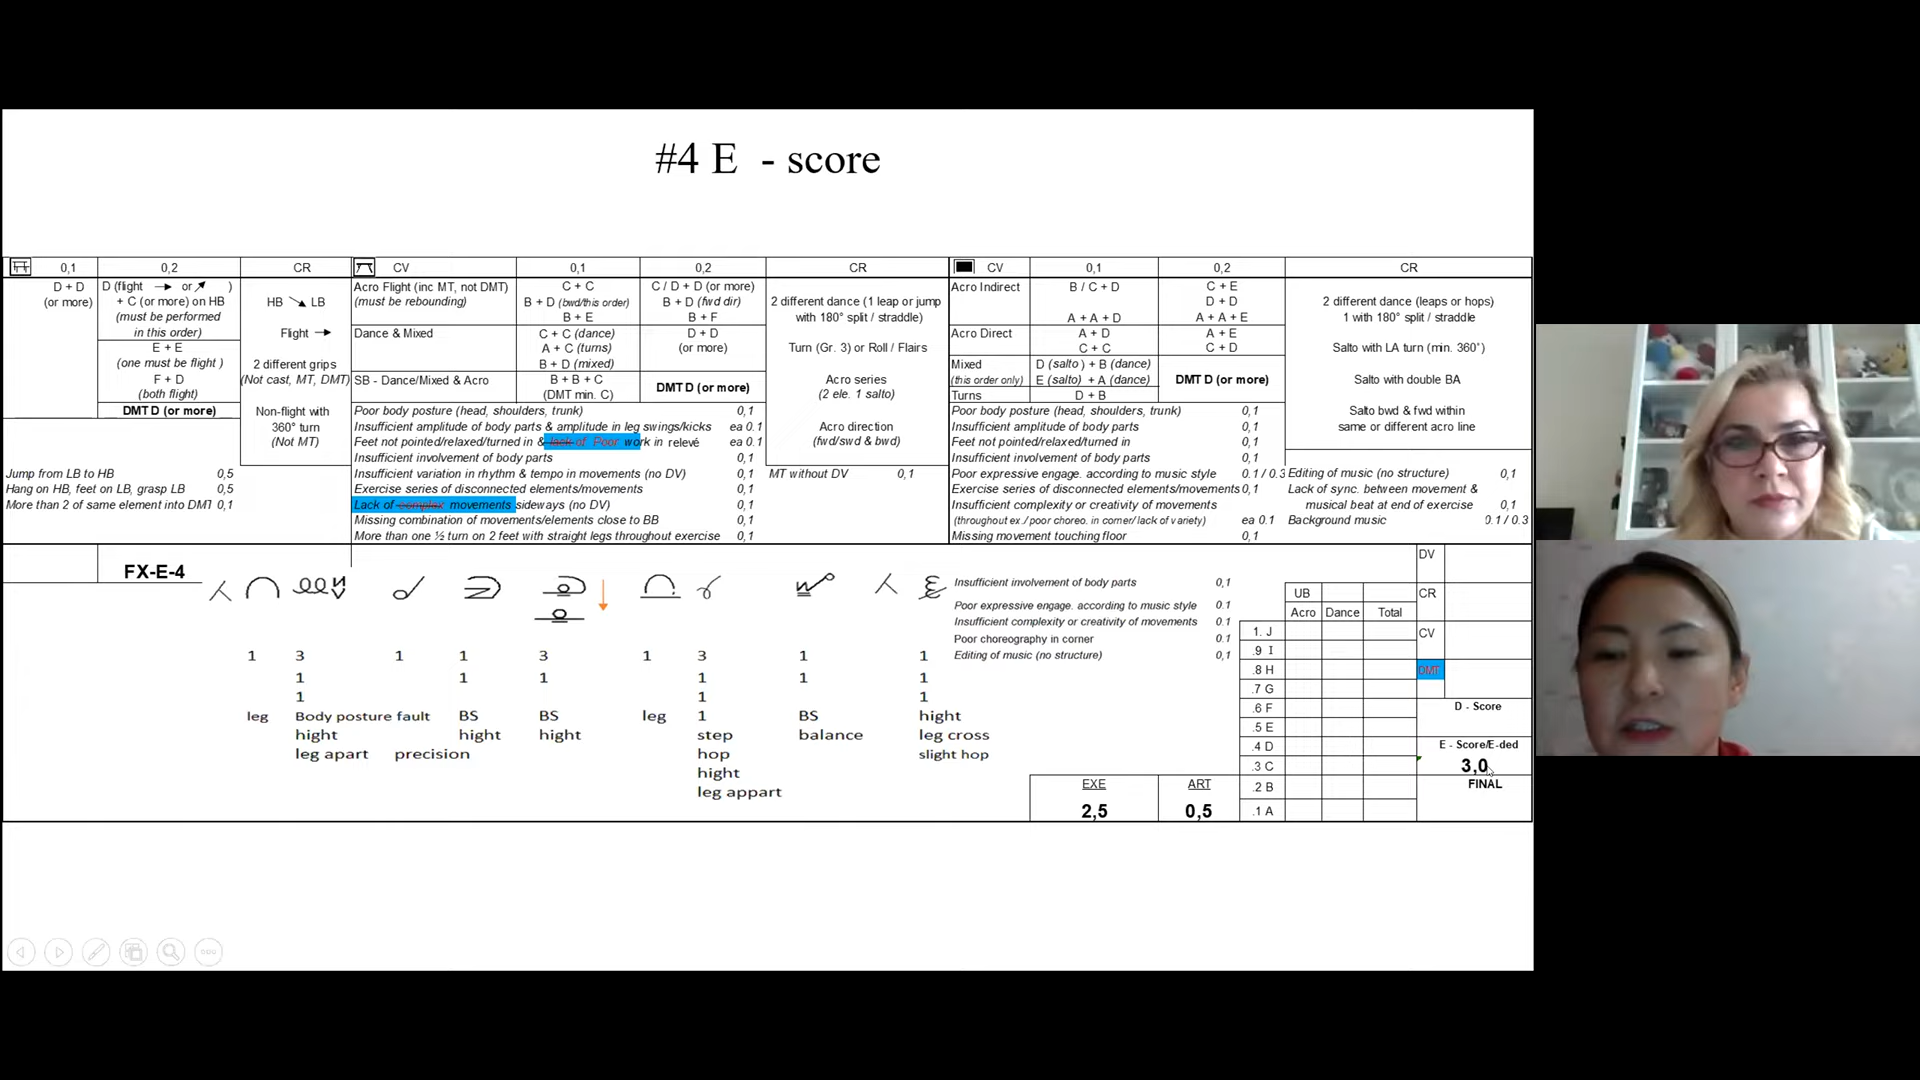 #4 E - score
0,1 0,2 CR
D + D
(or more)
D (flight or )
+ C (or more) on HB
(must be performed
in this order)
E + E
(one must be flight )
F + D
(both flight)
DMT D (or more)
HB LB
Flight
2 different grips
(Not cast, MT, DMT)
Non-flight with
360° turn
(Not MT)
Jump from LB to HB 0,5
Hang on HB, feet on LB, grasp LB 0,5
More than 2 of same element into DMT 0,1
CV 0,1 0,2 CR
Acro Flight (inc MT, not DMT)
(must be rebounding)
C + C
B + D (bwd/this order)
B + E
C / D + D (or more)
B + D (fwd dir)
B + F
Dance & Mixed
C + C (dance)
A + C (turns)
B + D (mixed)
D + D
(or more)
SB - Dance/Mixed & Acro
B + B + C
(DMT min. C)
DMT D (or more)
2 different dance (1 leap or jump
with 180° split / straddle)
Turn (Gr. 3) or Roll / Flairs
Acro series
(2 ele. 1 salto)
Acro direction
(fwd/swd & bwd)
Poor body posture (head, shoulders, trunk) 0,1
Insufficient amplitude of body parts & amplitude in leg swings/kicks ea 0.1
Feet not pointed/relaxed/turned in & lack of Poor work in relevé ea 0.1
Insufficient involvement of body parts 0,1
Insufficient variation in rhythm & tempo in movements (no DV) 0,1
Exercise series of disconnected elements/movements 0,1
Lack of complex movements sideways (no DV) 0,1
Missing combination of movements/elements close to BB 0,1
More than one ½ turn on 2 feet with straight legs throughout exercise 0,1
MT without DV 0,1
CV 0,1 0,2 CR
Acro Indirect
B / C + D
A + A + D
C + E
D + D
A + A + E
Acro Direct
A + D
C + C
A + E
C + D
Mixed
(this order only)
D (salto) + B (dance)
E (salto) + A (dance)
DMT D (or more)
Turns D + B
2 different dance (leaps or hops)
1 with 180° split / straddle
Salto with LA turn (min. 360°)
Salto with double BA
Salto bwd & fwd within
same or different acro line
Poor body posture (head, shoulders, trunk) 0,1
Insufficient amplitude of body parts 0,1
Feet not pointed/relaxed/turned in 0,1
Insufficient involvement of body parts 0,1
Poor expressive engage. according to music style 0.1 / 0.3
Exercise series of disconnected elements/movements 0,1
Insufficient complexity or creativity of movements
(throughout ex./ poor choreo. in corner/ lack of variety) ea 0.1
Missing movement touching floor 0,1
Editing of music (no structure) 0,1
Lack of sync. between movement &
musical beat at end of exercise 0,1
Background music 0.1 / 0.3
FX-E-4
1 3 1 1 3 1 3 1 1
1 1 1 1 1 1
1 1 1
leg Body posture fault BS BS leg 1 BS hight
hight hight hight step balance leg cross
leg apart precision hop slight hop
hight
leg appart
Insufficient involvement of body parts 0,1
Poor expressive engage. according to music style 0.1
Insufficient complexity or creativity of movements 0.1
Poor choreography in corner 0.1
Editing of music (no structure) 0,1
EXE ART
2,5 0,5
UB
Acro Dance Total
1. J
.9 I
.8 H
.7 G
.6 F
.5 E
.4 D
.3 C
.2 B
.1 A
DV
CR
CV
DMT
D - Score
E - Score/E-ded
3,0
FINAL